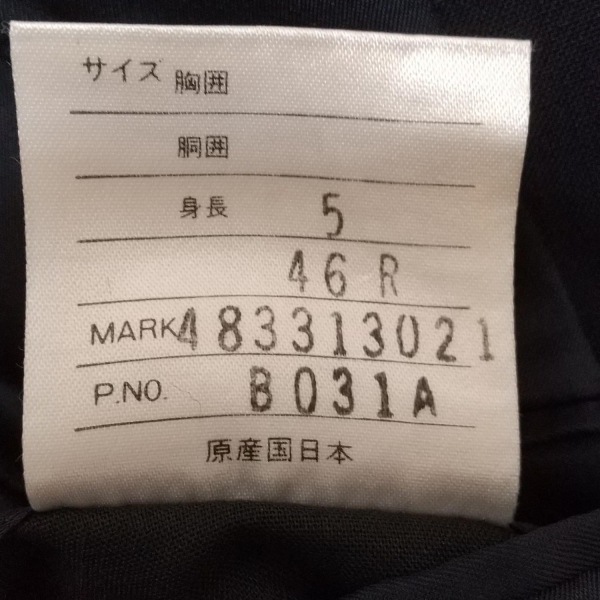 サイズ 胸囲
胴囲
身長 5
46 R
MARK 483313021
P.NO. B031A
原産国日本